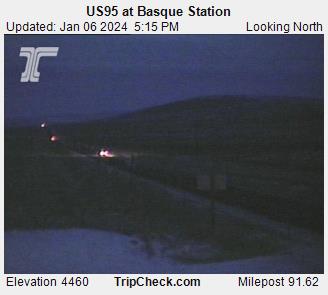 US95 at Basque Station
Updated: Jan 06 2024 5:15 PM Looking North
Elevation 4460 TripCheck.com Milepost 91.62